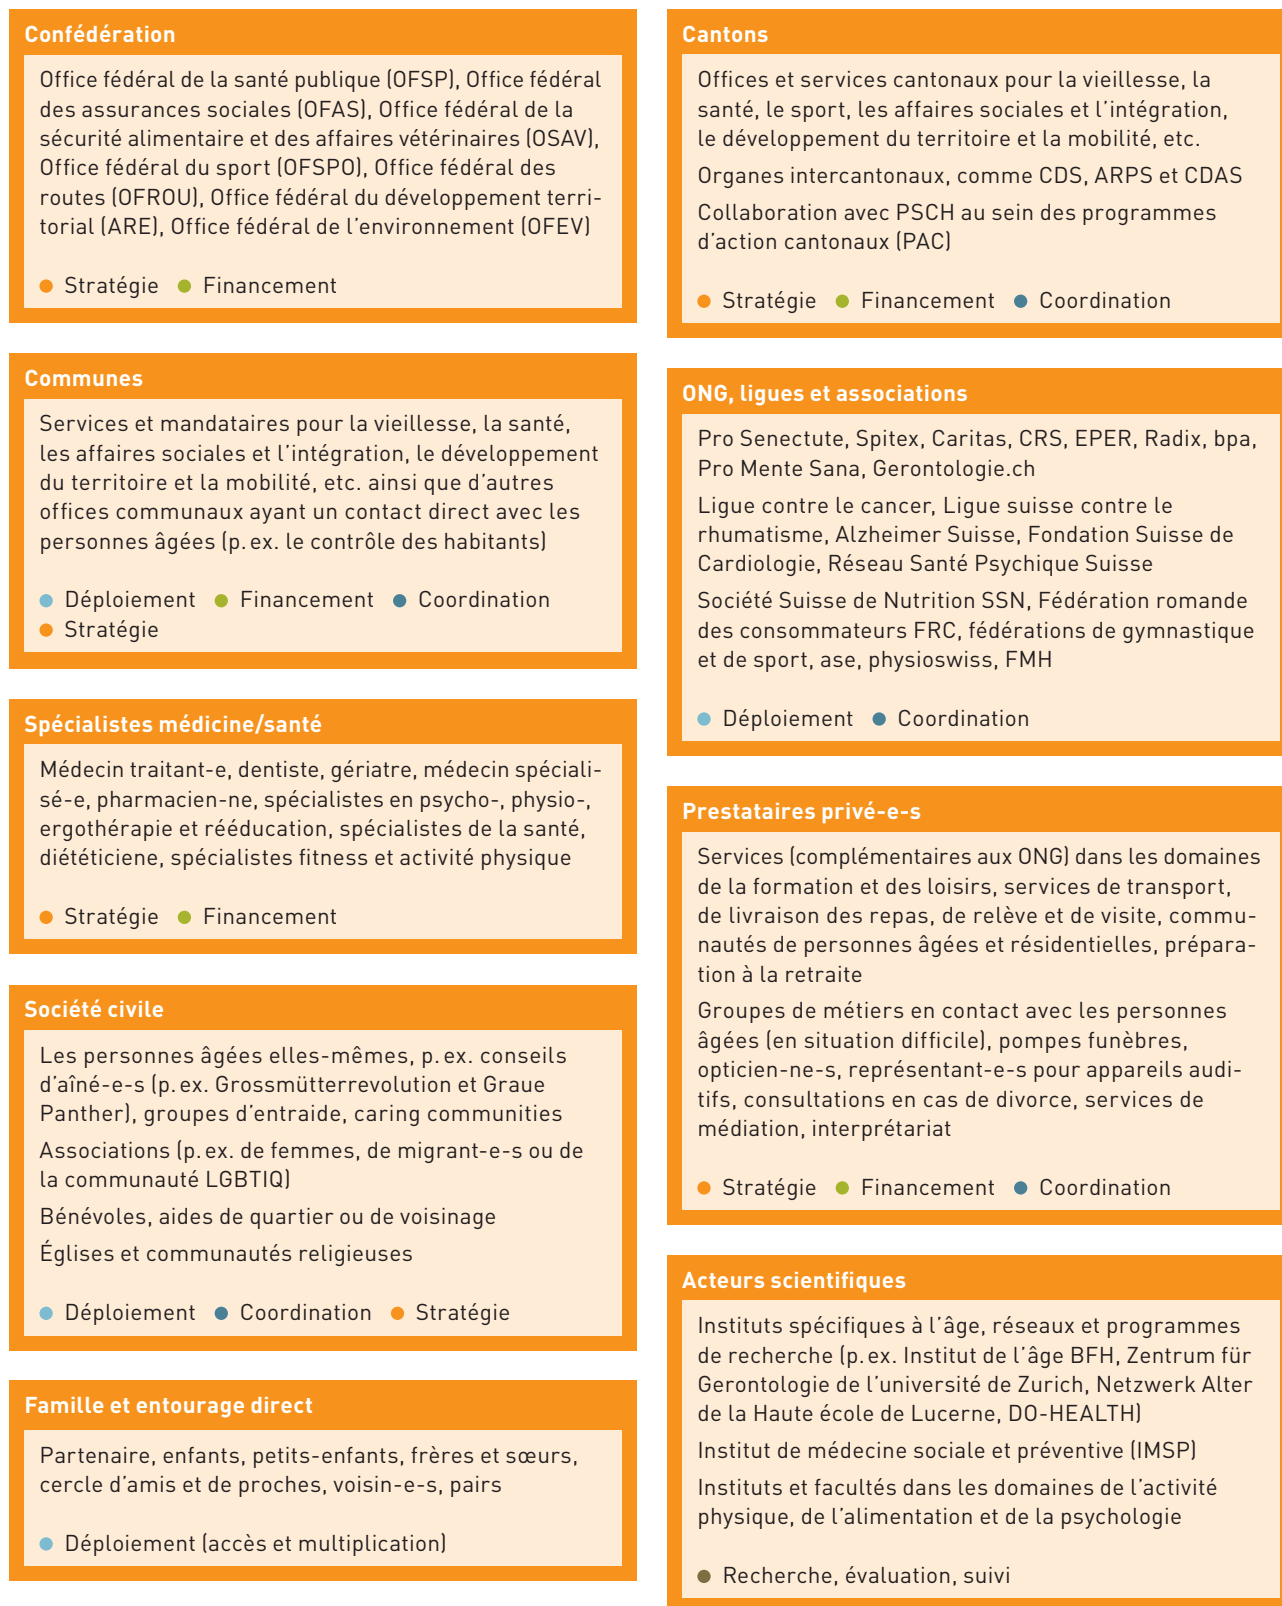 Confédération
Office fédéral de la santé publique (OFSP), Office fédéral
des assurances sociales (OFAS), Office fédéral de la
sécurité alimentaire et des affaires vétérinaires (OSAV),
Office fédéral du sport (OFSPO), Office fédéral des
routes (OFROU), Office fédéral du développement terri-
torial (ARE), Office fédéral de l'environnement (OFEV)
Stratégie Financement
Communes
Services et mandataires pour la vieillesse, la santé,
les affaires sociales et l'intégration, le développement
du territoire et la mobilité, etc. ainsi que d'autres
offices communaux ayant un contact direct avec les
personnes âgées (p. ex. le contrôle des habitants)
Déploiement Financement Coordination
Stratégie
Spécialistes médicine/santé
Médecin traitant-e, dentiste, gériatre, médecin spéciali-
sé-e, pharmacien-ne, spécialistes en psycho-, physio-,
ergothérapie et rééducation, spécialistes de la santé,
diététiciene, spécialistes fitness et activité physique
Stratégie Financement
Société civile
Les personnes âgées elles-mêmes, p. ex. conseils
d'aîné-e-s (p. ex. Grossmütterrevolution et Graue
Panther), groupes d'entraide, caring communities
Associations (p. ex. de femmes, de migrant-e-s ou de
la communauté LGBTIQ)
Bénévoles, aides de quartier ou de voisinage
Églises et communautés religieuses
Déploiement Coordination Stratégie
Famille et entourage direct
Partenaire, enfants, petits-enfants, frères et sœurs,
cercle d'amis et de proches, voisin-e-s, pairs
Déploiement (accès et multiplication)
Cantons
Offices et services cantonaux pour la vieillesse, la
santé, le sport, les affaires sociales et l'intégration,
le développement du territoire et la mobilité, etc.
Organes intercantonaux, comme CDS, ARPS et CDAS
Collaboration avec PSCH au sein des programmes
d'action cantonaux (PAC)
Stratégie Financement Coordination
ONG, ligues et associations
Pro Senectute, Spitex, Caritas, CRS, EPER, Radix, bpa,
Pro Mente Sana, Gerontologie.ch
Ligue contre le cancer, Ligue suisse contre le
rhumatisme, Alzheimer Suisse, Fondation Suisse de
Cardiologie, Réseau Santé Psychique Suisse
Société Suisse de Nutrition SSN, Fédération romande
des consommateurs FRC, fédérations de gymnastique
et de sport, ase, physioswiss, FMH
Déploiement Coordination
Prestataires privé-e-s
Services (complémentaires aux ONG) dans les domaines
de la formation et des loisirs, services de transport,
de livraison des repas, de relève et de visite, commu-
nautés de personnes âgées et résidentielles, prépara-
tion à la retraite
Groupes de métiers en contact avec les personnes
âgées (en situation difficile), pompes funèbres,
opticien-ne-s, représentant-e-s pour appareils audi-
tifs, consultations en cas de divorce, services de
médiation, interprétariat
Stratégie Financement Coordination
Acteurs scientifiques
Instituts spécifiques à l'âge, réseaux et programmes
de recherche (p. ex. Institut de l'âge BFH, Zentrum für
Gerontologie de l'université de Zurich, Netzwerk Alter
de la Haute école de Lucerne, DO-HEALTH)
Institut de médecine sociale et préventive (IMSP)
Instituts et facultés dans les domaines de l'activité
physique, de l'alimentation et de la psychologie
Recherche, évaluation, suivi